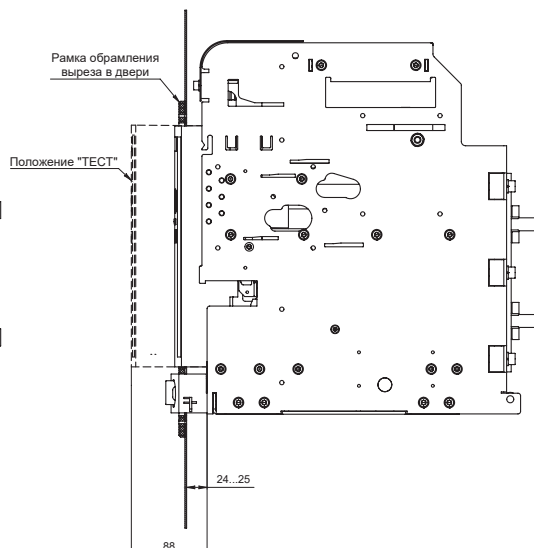 Рамка обрамления
выреза в двери
Положение "ТЕСТ"
24...25
88